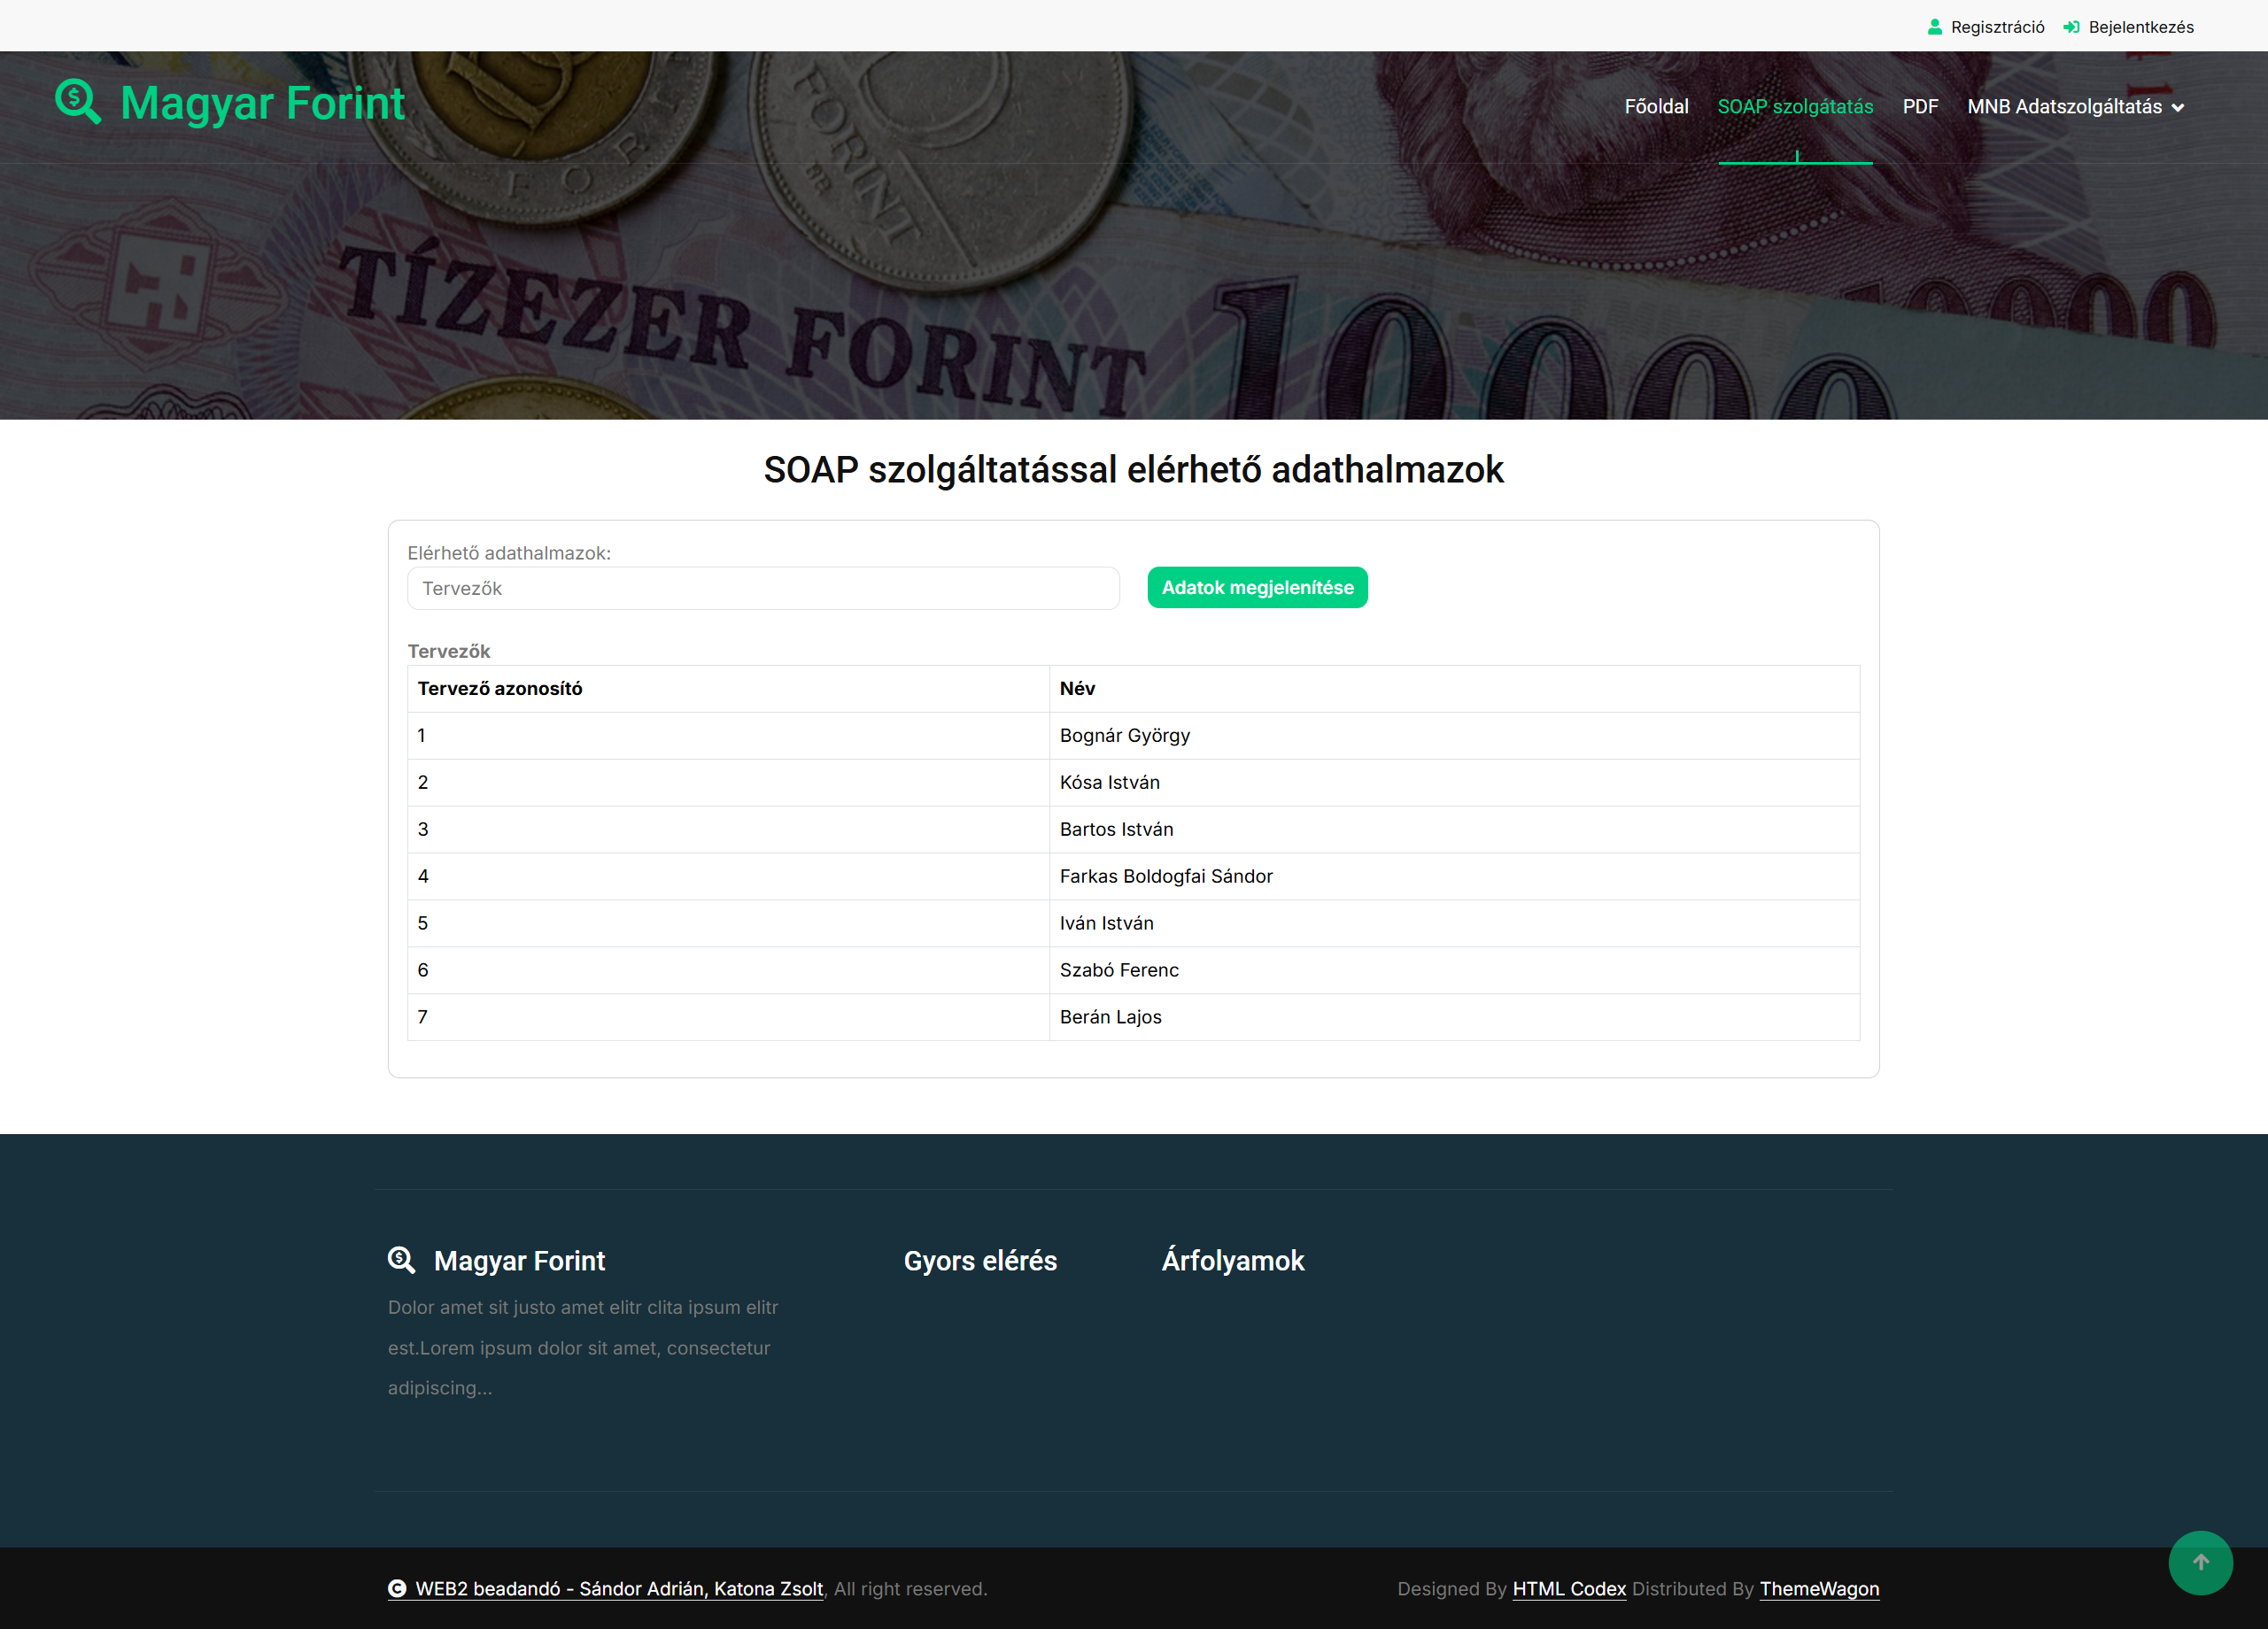 Regisztráció Bejelentkezés
Magyar Forint
Főoldal SOAP szolgátatás PDF MNB Adatszolgáltatás
FORINT
TÍZEZER FORINT 10000 10000
SOAP szolgáltatással elérhető adathalmazok
Elérhető adathalmazok:
Tervezők Adatok megjelenítése
Tervezők
Tervező azonosító Név
1 Bognár György
2 Kósa István
3 Bartos István
4 Farkas Boldogfai Sándor
5 Iván István
6 Szabó Ferenc
7 Berán Lajos
Magyar Forint Gyors elérés Árfolyamok
Dolor amet sit justo amet elitr clita ipsum elitr
est.Lorem ipsum dolor sit amet, consectetur
adipiscing...
WEB2 beadandó - Sándor Adrián, Katona Zsolt, All right reserved. Designed By HTML Codex Distributed By ThemeWagon